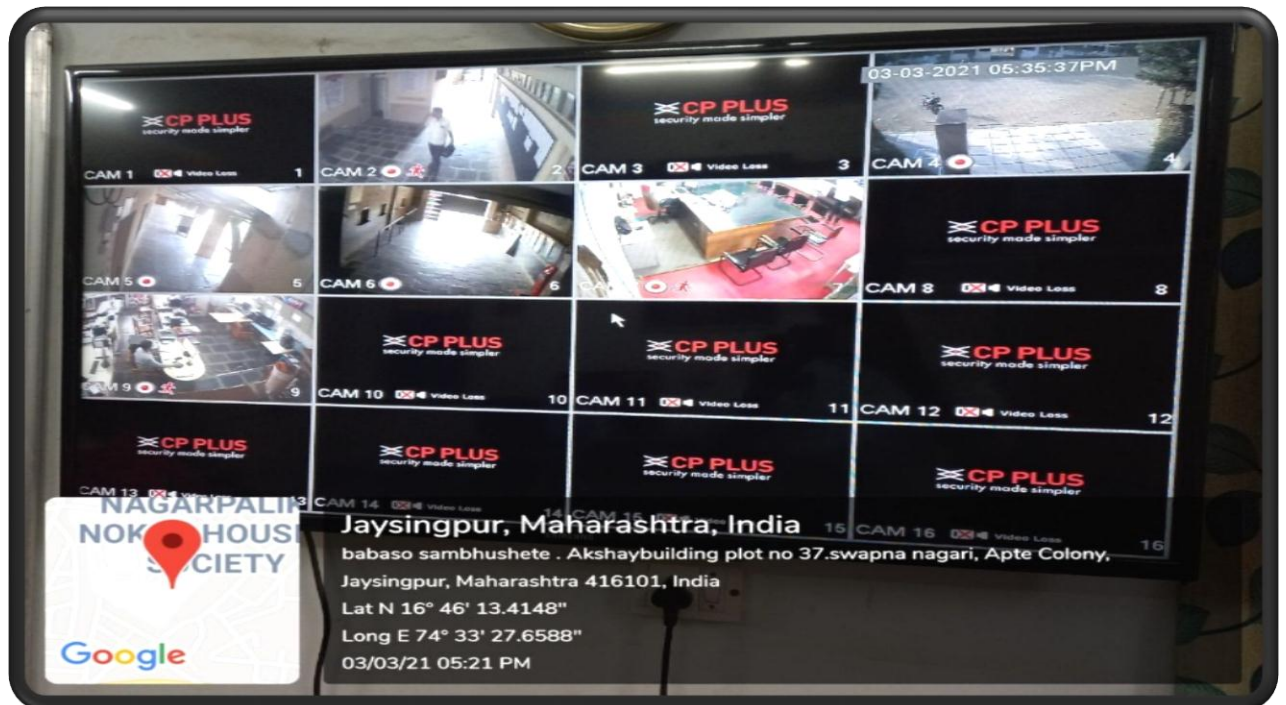 CP PLUS
security made simpler
CAM 1 Video Loss 1
CAM 2 2
CP PLUS
security made simpler
CAM 3 Video Loss 3
03-03-2021 05:35:37PM
CAM 4 4
CAM 5 5
CAM 6 6
7
CP PLUS
security made simpler
CAM 8 Video Loss 8
CAM 9 9
CP PLUS
security made simpler
CAM 10 Video Loss 10
CP PLUS
security made simpler
CAM 11 Video Loss 11
CP PLUS
security made simpler
CAM 12 Video Loss 12
CP PLUS
security made simpler
CAM 13
CP PLUS
security made simpler
CAM 14 Video Loss 14
CP PLUS
security made simpler
CAM 15 15
CP PLUS
security made simpler
CAM 16 Video Loss 16
HOUSI
Google
Jaysingpur, Maharashtra, India
babaso sambhushete . Akshaybuilding plot no 37.swapna nagari, Apte Colony,
Jaysingpur, Maharashtra 416101, India
Lat N 16° 46' 13.4148"
Long E 74° 33' 27.6588"
03/03/21 05:21 PM